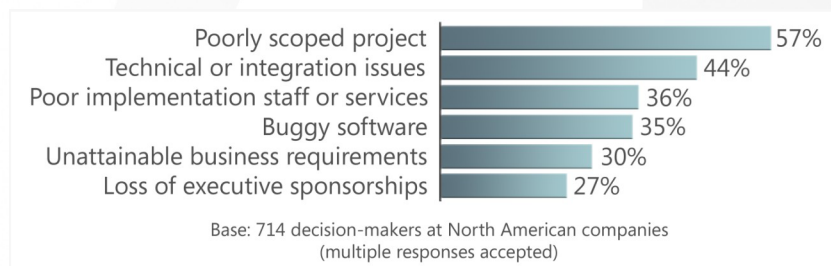 Poorly scoped project 57%
Technical or integration issues 44%
Poor implementation staff or services 36%
Buggy software 35%
Unattainable business requirements 30%
Loss of executive sponsorships 27%
Base: 714 decision-makers at North American companies
(multiple responses accepted)